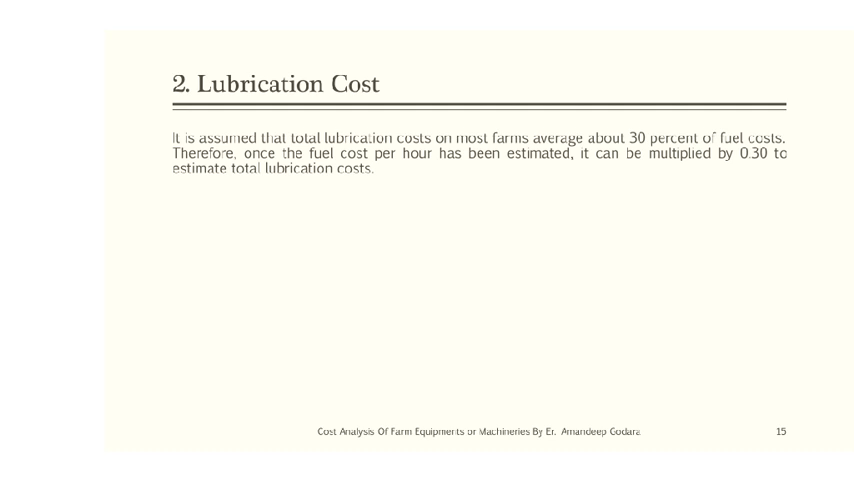 2. Lubrication Cost
It is assumed that total lubrication costs on most farms average about 30 percent of fuel costs.
Therefore, once the fuel cost per hour has been estimated, it can be multiplied by 0.30 to
estimate total lubrication costs.
Cost Analysis Of Farm Equipments or Machineries By Er. Amandeep Godara
15